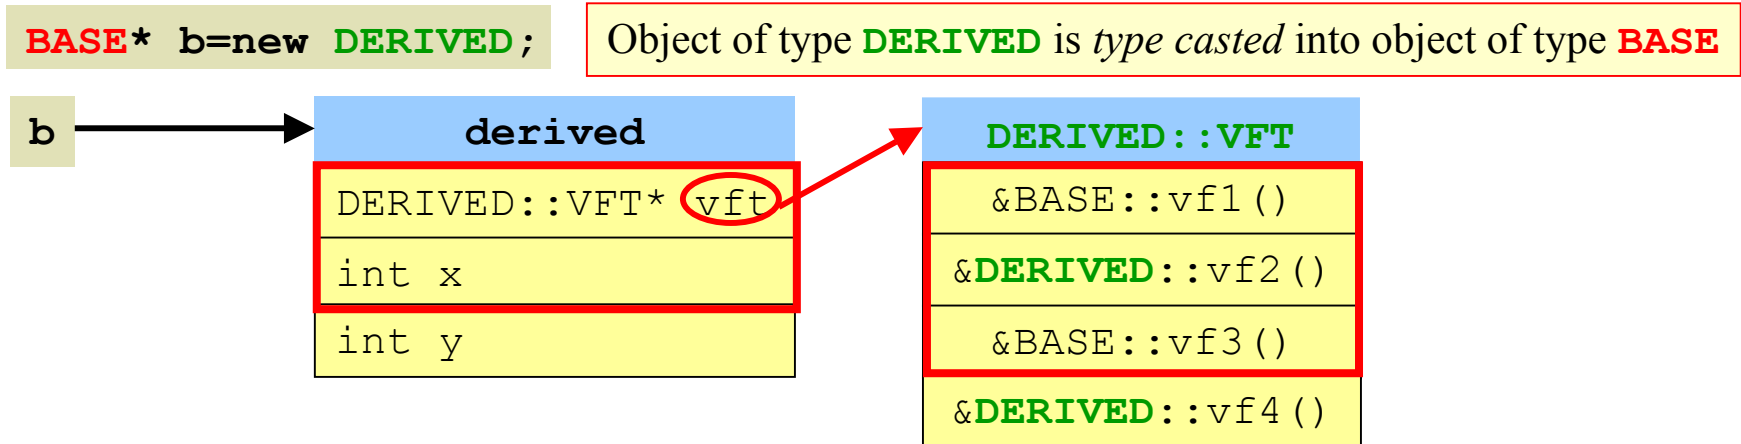 BASE* b=new DERIVED;
Object of type DERIVED is type casted into object of type BASE
b
derived
DERIVED::VFT* vft
int x
int y
DERIVED::VFT
&BASE::vf1()
&DERIVED::vf2()
&BASE::vf3()
&DERIVED::vf4()